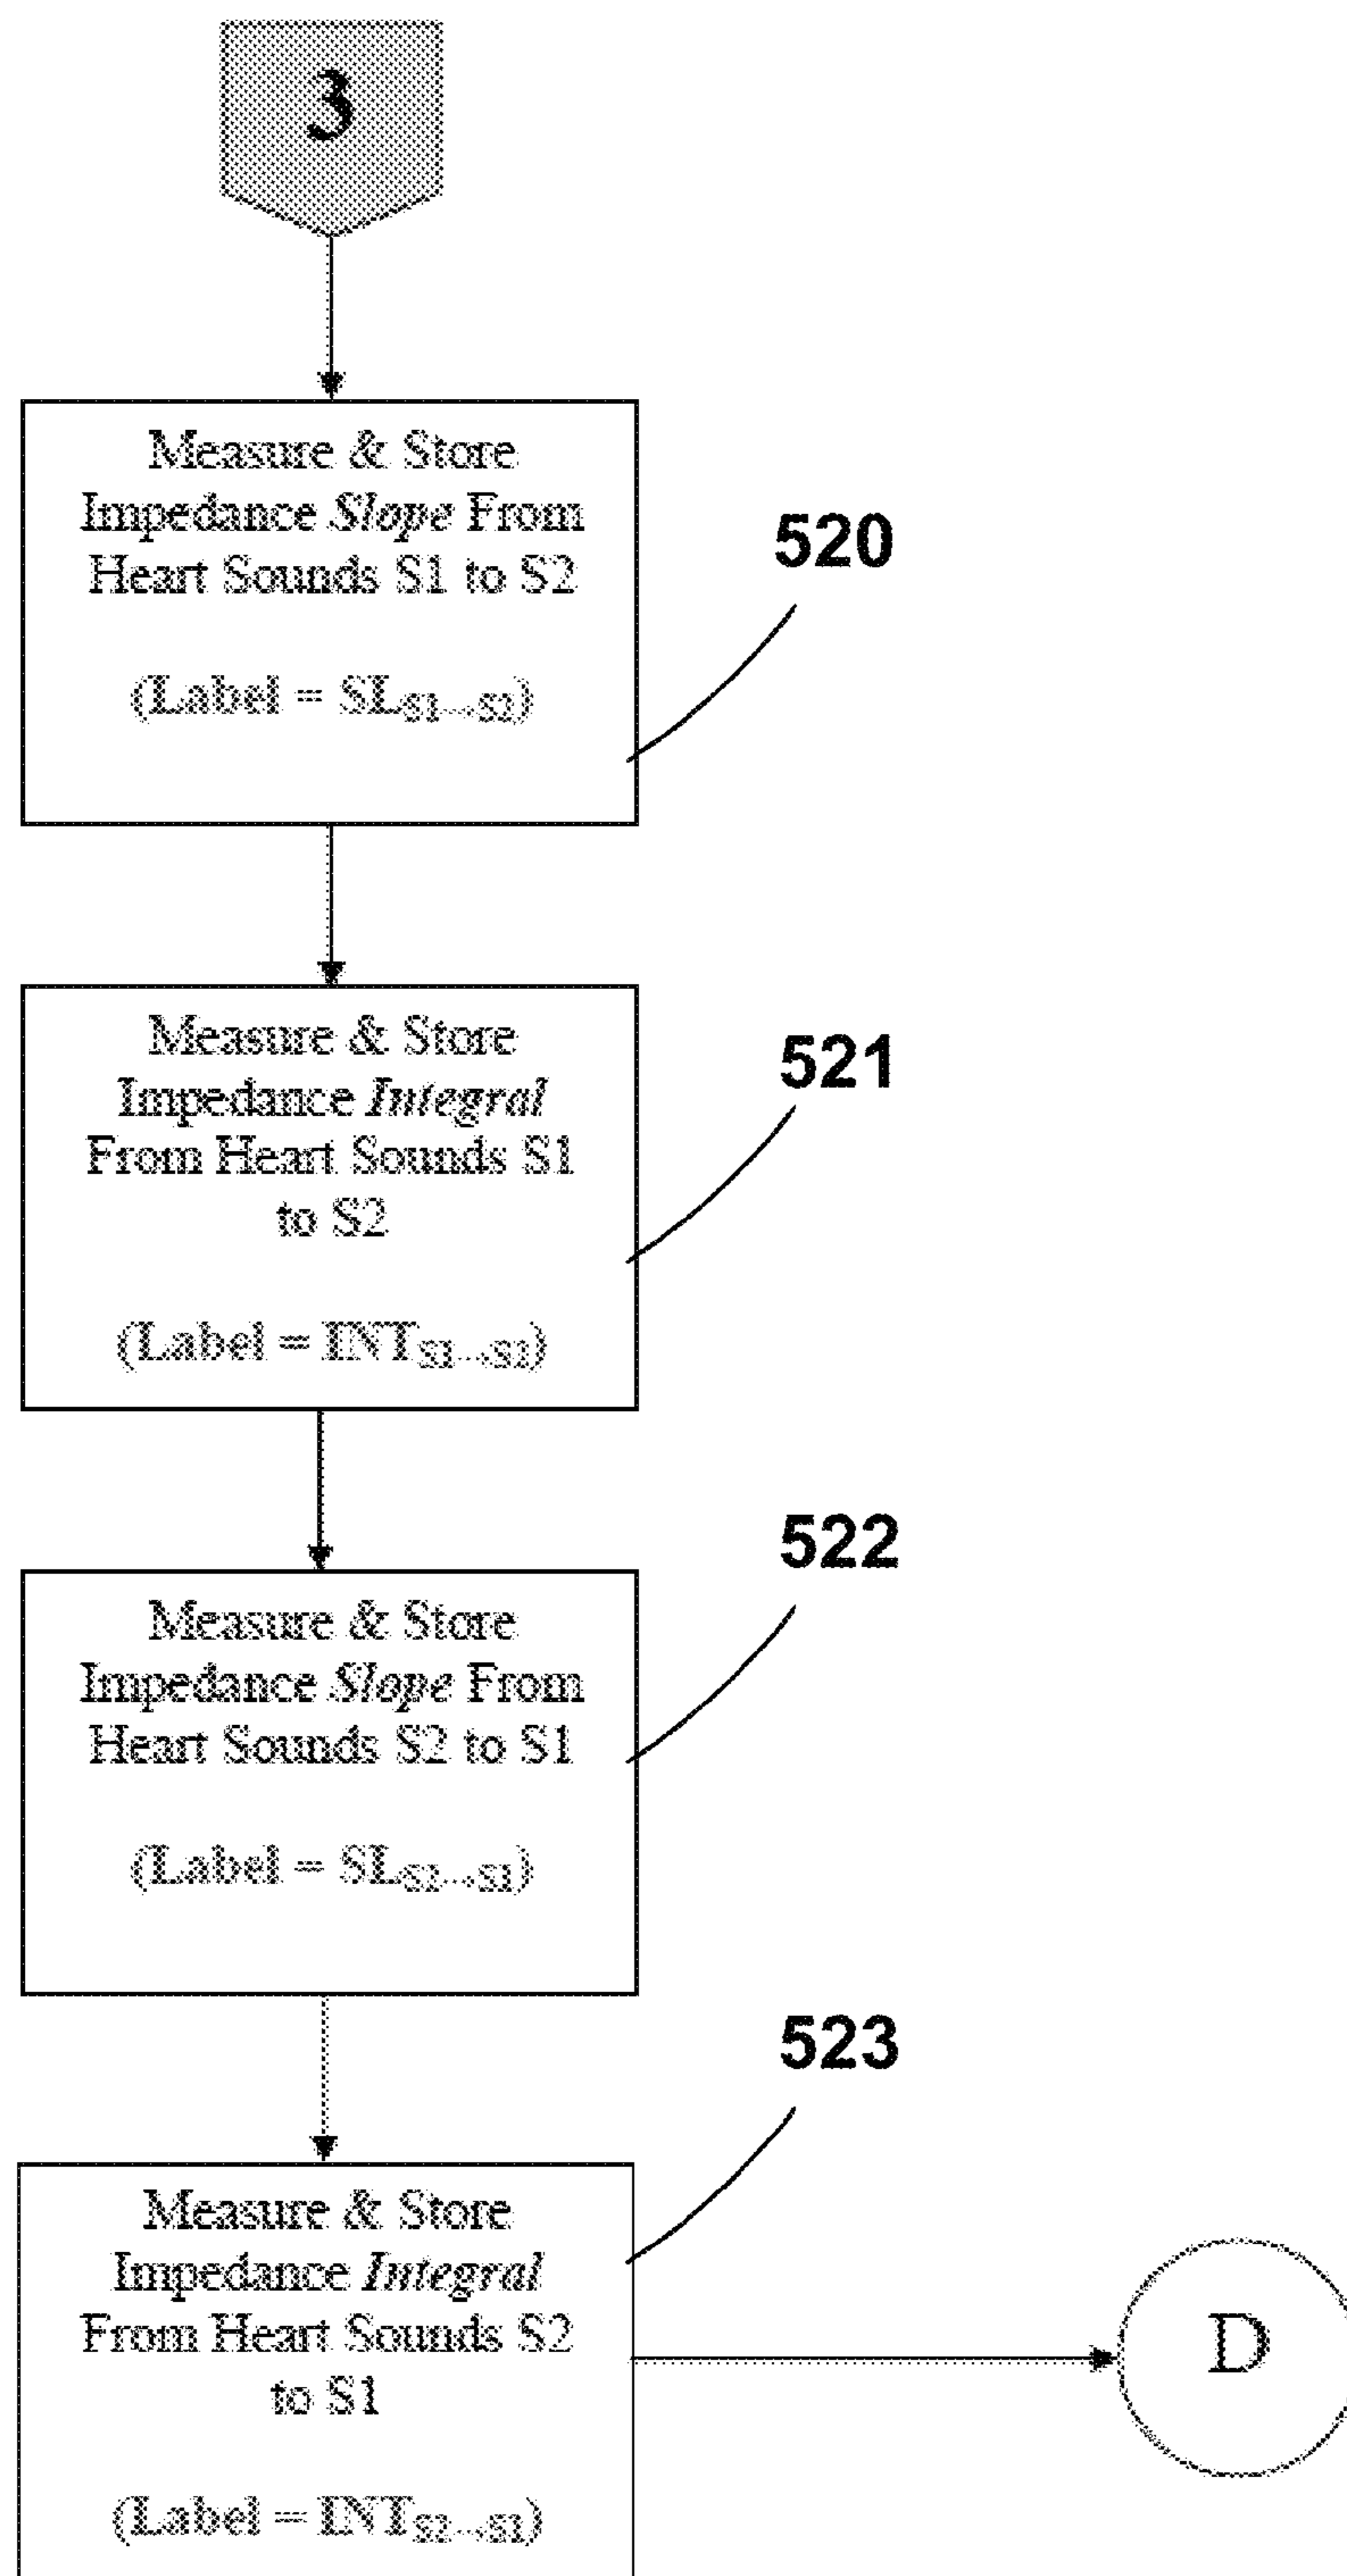 3
Measure & Store
Impedance Slope From
Heart Sounds S1 to S2
(Label = SLS1→S2)
520
Measure & Store
Impedance Integral
From Heart Sounds S1
to S2
(Label = INTS1→S2)
521
Measure & Store
Impedance Slope From
Heart Sounds S2 to S1
(Label = SLS2→S1)
522
Measure & Store
Impedance Integral
From Heart Sounds S2
to S1
(Label = INTS2→S1)
523
D